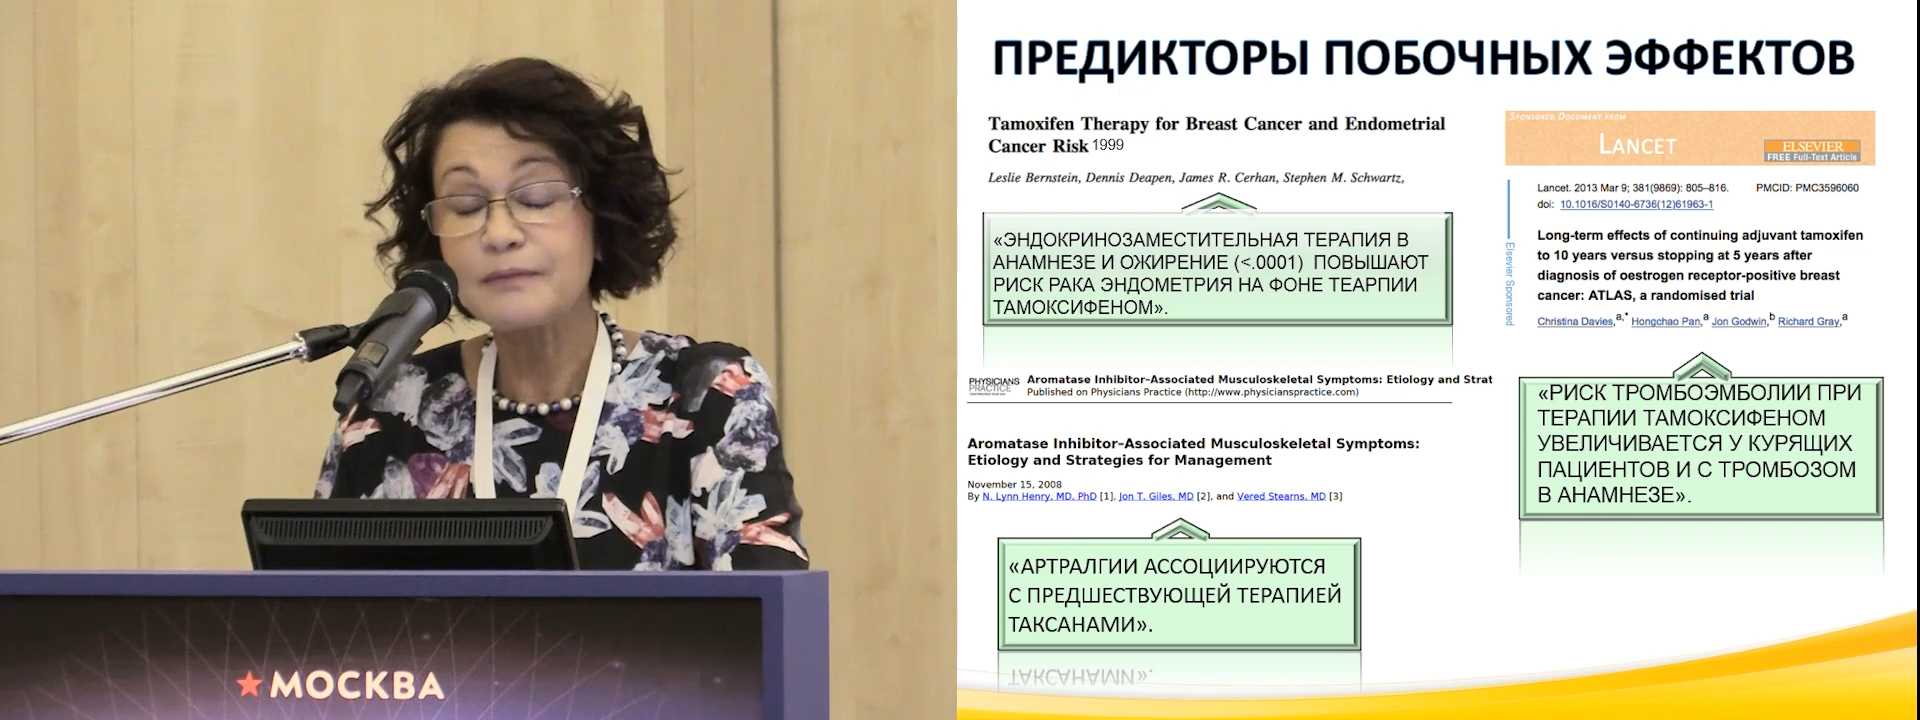 ★МОСКВА
ПРЕДИКТОРЫ ПОБОЧНЫХ ЭФФЕКТОВ
Tamoxifen Therapy for Breast Cancer and Endometrial
Cancer Risk 1999
Leslie Bernstein, Dennis Deapen, James R. Cerhan, Stephen M. Schwartz,
«ЭНДОКРИНОЗАМЕСТИТЕЛЬНАЯ ТЕРАПИЯ В
АНАМНЕЗЕ И ОЖИРЕНИЕ (<.0001) ПОВЫШАЮТ
РИСК РАКА ЭНДОМЕТРИЯ НА ФОНЕ ТЕАРПИИ
ТАМОКСИФЕНОМ».
PHYSICIANS
PRACTICE
Aromatase Inhibitor–Associated Musculoskeletal Symptoms: Etiology and Strat
Published on Physicians Practice (http://www.physicianspractice.com)
Aromatase Inhibitor–Associated Musculoskeletal Symptoms:
Etiology and Strategies for Management
November 15, 2008
By N. Lynn Henry, MD, PhD [1], Jon T. Giles, MD [2], and Vered Stearns, MD [3]
«АРТРАЛГИИ АССОЦИИРУЮТСЯ
С ПРЕДШЕСТВУЮЩЕЙ ТЕРАПИЕЙ
ТАКСАНАМИ».
SPONSORED DOCUMENT FROM
LANCET
ELSEVIER
FREE Full-Text Article
Elsevier Sponsored
Lancet. 2013 Mar 9; 381(9869): 805–816. PMCID: PMC3596060
doi: 10.1016/S0140-6736(12)61963-1
Long-term effects of continuing adjuvant tamoxifen
to 10 years versus stopping at 5 years after
diagnosis of oestrogen receptor-positive breast
cancer: ATLAS, a randomised trial
Christina Davies,a,* Hongchao Pan,a Jon Godwin,b Richard Gray,a
«РИСК ТРОМБОЭМБОЛИИ ПРИ
ТЕРАПИИ ТАМОКСИФЕНОМ
УВЕЛИЧИВАЕТСЯ У КУРЯЩИХ
ПАЦИЕНТОВ И С ТРОМБОЗОМ
В АНАМНЕЗЕ».